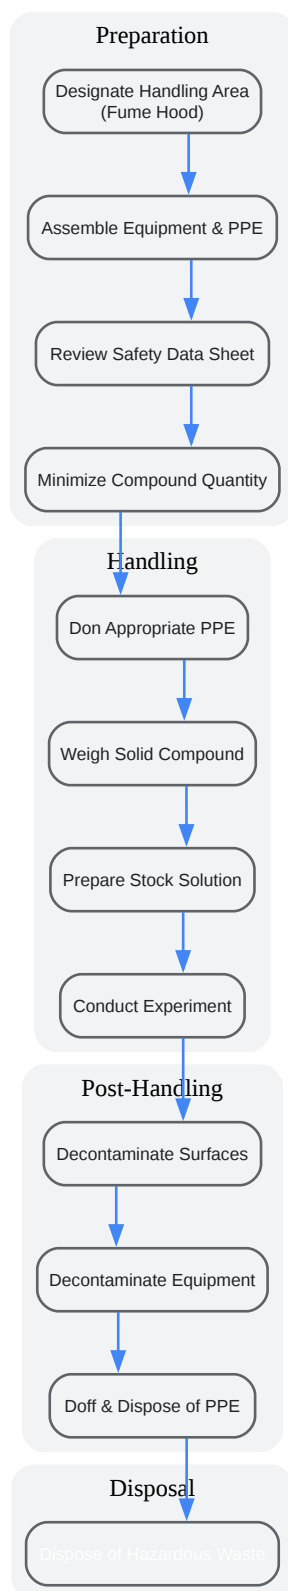 Preparation
Designate Handling Area
(Fume Hood)
Assemble Equipment & PPE
Review Safety Data Sheet
Minimize Compound Quantity
Handling
Don Appropriate PPE
Weigh Solid Compound
Prepare Stock Solution
Conduct Experiment
Post-Handling
Decontaminate Surfaces
Decontaminate Equipment
Doff & Dispose of PPE
Disposal
Dispose of Hazardous Waste